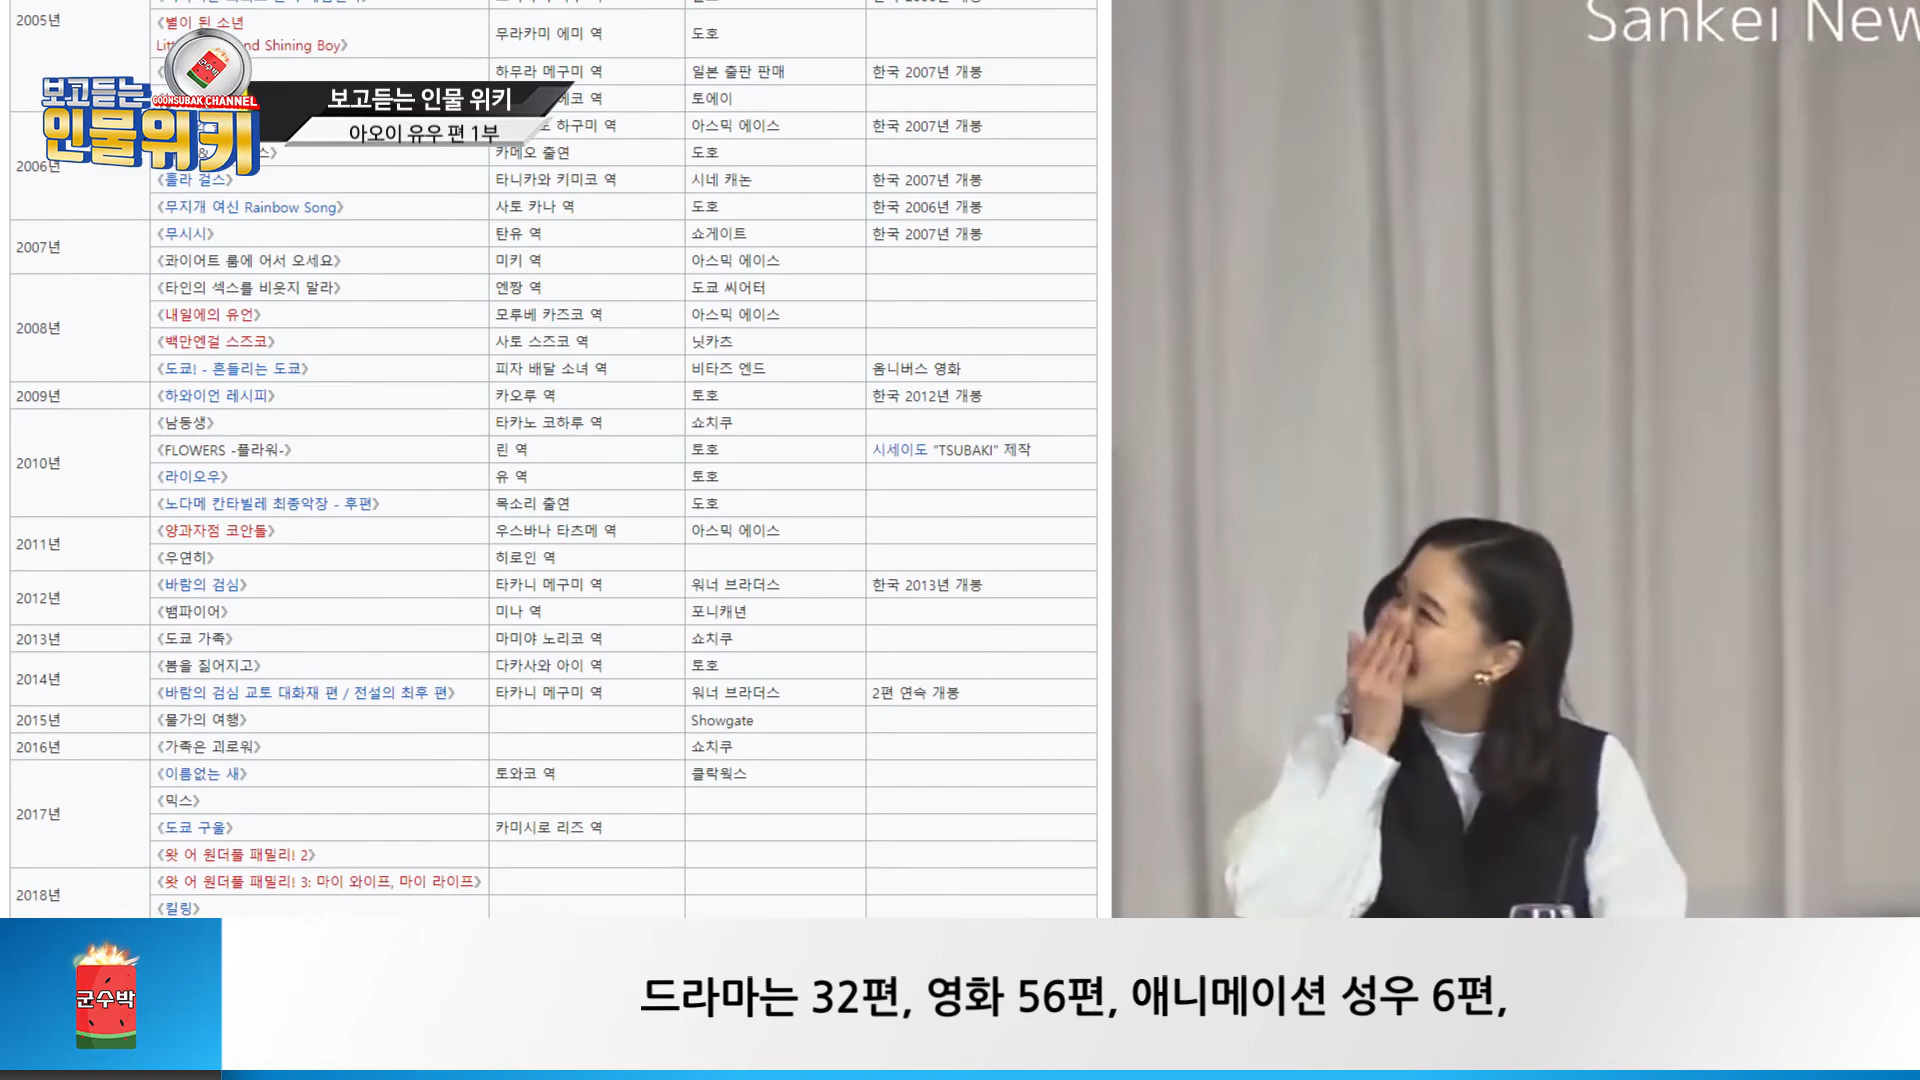 Sankei New
2005년
《별이 된 소년
무라카미 에미 역 도호
nd Shining Boy》
하무라 메구미 역 일본 출판 판매 한국 2007년 개봉
토에이
군수박
GOONSUBAK CHANNEL
보고듣는
인물위키
보고듣는 인물 위키
아오이 유우 편 1부
하구미 역 아스믹 에이스 한국 2007년 개봉
2006년
카메오 출연 도호
《훌라 걸스》 타니카와 키미코 역 시네 캐논 한국 2007년 개봉
《무지개 여신 Rainbow Song》 사토 카나 역 도호 한국 2006년 개봉
2007년
《무시시》 탄유 역 쇼게이트 한국 2007년 개봉
《콰이어트 룸에 어서 오세요》 미키 역 아스믹 에이스
2008년
《타인의 섹스를 비웃지 말라》 엔짱 역 도쿄 씨어터
《내일에의 유언》 모루베 카즈코 역 아스믹 에이스
《백만엔걸 스즈코》 사토 스즈코 역 닛카츠
《도쿄! - 흔들리는 도쿄》 피자 배달 소녀 역 비타즈 엔드 옴니버스 영화
2009년 《하와이언 레시피》 카오루 역 토호 한국 2012년 개봉
2010년
《남동생》 타카노 코하루 역 쇼치쿠
《FLOWERS -플라워-》 린 역 토호 시세이도 "TSUBAKI" 제작
《라이오우》 유 역 토호
《노다메 칸타빌레 최종악장 - 후편》 목소리 출연 도호
2011년
《양과자점 코안돌》 우스바나 타츠메 역 아스믹 에이스
《우연히》 히로인 역
2012년
《바람의 검심》 타카니 메구미 역 워너 브라더스 한국 2013년 개봉
《뱀파이어》 미나 역 포니캐년
2013년 《도쿄 가족》 마미야 노리코 역 쇼치쿠
2014년
《봄을 짊어지고》 다카사와 아이 역 토호
《바람의 검심 교토 대화재 편 / 전설의 최후 편》 타카니 메구미 역 워너 브라더스 2편 연속 개봉
2015년 《물가의 여행》 Showgate
2016년 《가족은 괴로워》 쇼치쿠
2017년
《이름없는 새》 토와코 역 클락웍스
《믹스》
《도쿄 구울》 카미시로 리즈 역
《왓 어 원더풀 패밀리! 2》
2018년
《왓 어 원더풀 패밀리! 3: 마이 와이프, 마이 라이프》
《킬링》
군수박
드라마는 32편, 영화 56편, 애니메이션 성우 6편,